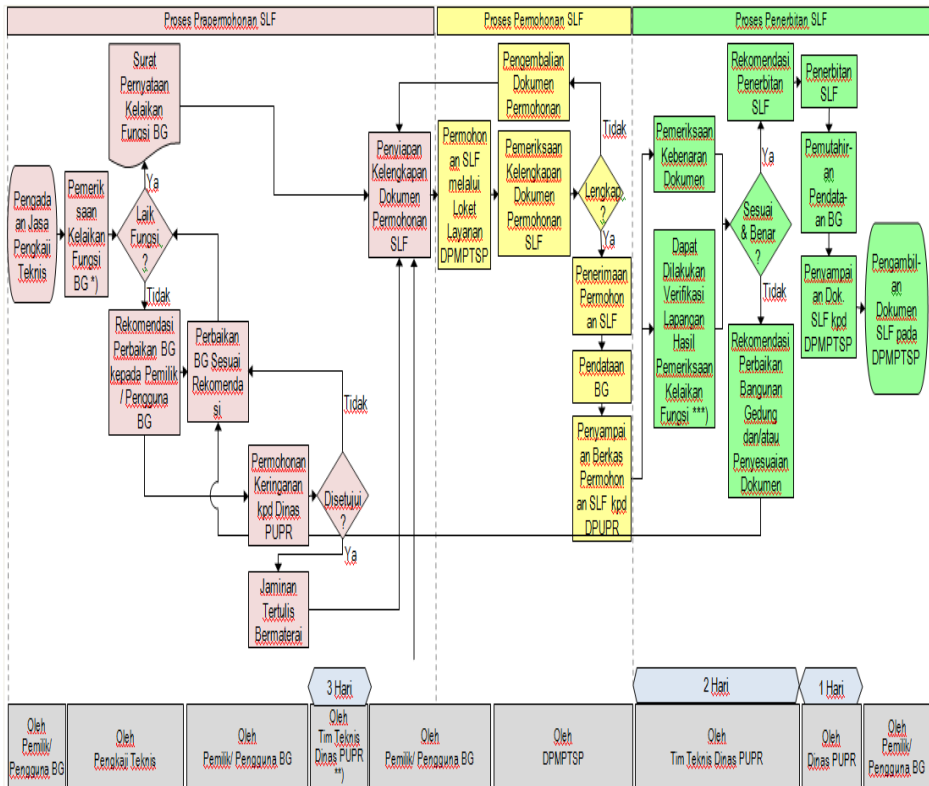 Proses Prapermohonan SLF
Proses Permohonan SLF
Proses Penerbitan SLF
Surat
Pernyataan
Kelaikan
Fungsi BG
Ya
Pengada
an Jasa
Pengkaji
Teknis
Pemerik
saan
Kelaikan
Fungsi
BG *)
Laik
Fungsi
?
Tidak
Rekomendasi
Perbaikan BG
kepada Pemilik
/ Pengguna
BG
Perbaikan
BG Sesuai
Rekomenda
si
Tidak
Permohonan
Keringanan
kpd Dinas
PUPR
Disetujui
?
Ya
Jaminan
Tertulis
Bermaterai
Penyiapan
Kelengkapan
Dokumen
Permohonan
SLF
Pengembalian
Dokumen
Permohonan
Tidak
Permohon
an SLF
melalui
Loket
Layanan
DPMPTSP
Pemeriksaan
Kelengkapan
Dokumen
Permohonan
SLF
Lengkap
?
Ya
Penerimaan
Permohon
an SLF
Pendataan
BG
Penyampai
an Berkas
Permohon
an SLF kpd
DPUPR
Pemeriksaan
Kebenaran
Dokumen
Dapat
Dilakukan
Verifikasi
Lapangan
Hasil
Pemeriksaan
Kelaikan
Fungsi ***)
Rekomendasi
Penerbitan
SLF
Ya
Sesuai
& Benar
?
Tidak
Rekomendasi
Perbaikan
Bangunan
Gedung
dan/atau
Penyesuaian
Dokumen
Penerbitan
SLF
Pemutahir-
an
Pendata-
an BG
Penyampai
an Dok.
SLF kpd
DPMPTSP
Pengambil-
an
Dokumen
SLF pada
DPMPTSP
3 Hari
2 Hari
1 Hari
Oleh
Pemilik/
Pengguna BG
Oleh
Pengkaji Teknis
Oleh
Pemilik/ Pengguna BG
Oleh
Tim Teknis
Dinas PUPR
**)
Oleh
Pemilik/ Pengguna BG
Oleh
DPMPTSP
Oleh
Tim Teknis Dinas PUPR
Oleh
Dinas PUPR
Oleh
Pemilik/
Pengguna BG